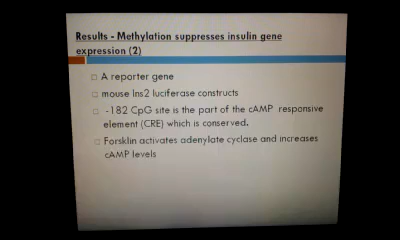 Results - Methylation suppresses insulin gene
expression (2)
A reporter gene
mouse Ins2 luciferase constructs
-182 CpG site is the part of the cAMP responsive
element (CRE) which is conserved.
Forsklin activates adenylate cyclase and increases
cAMP levels